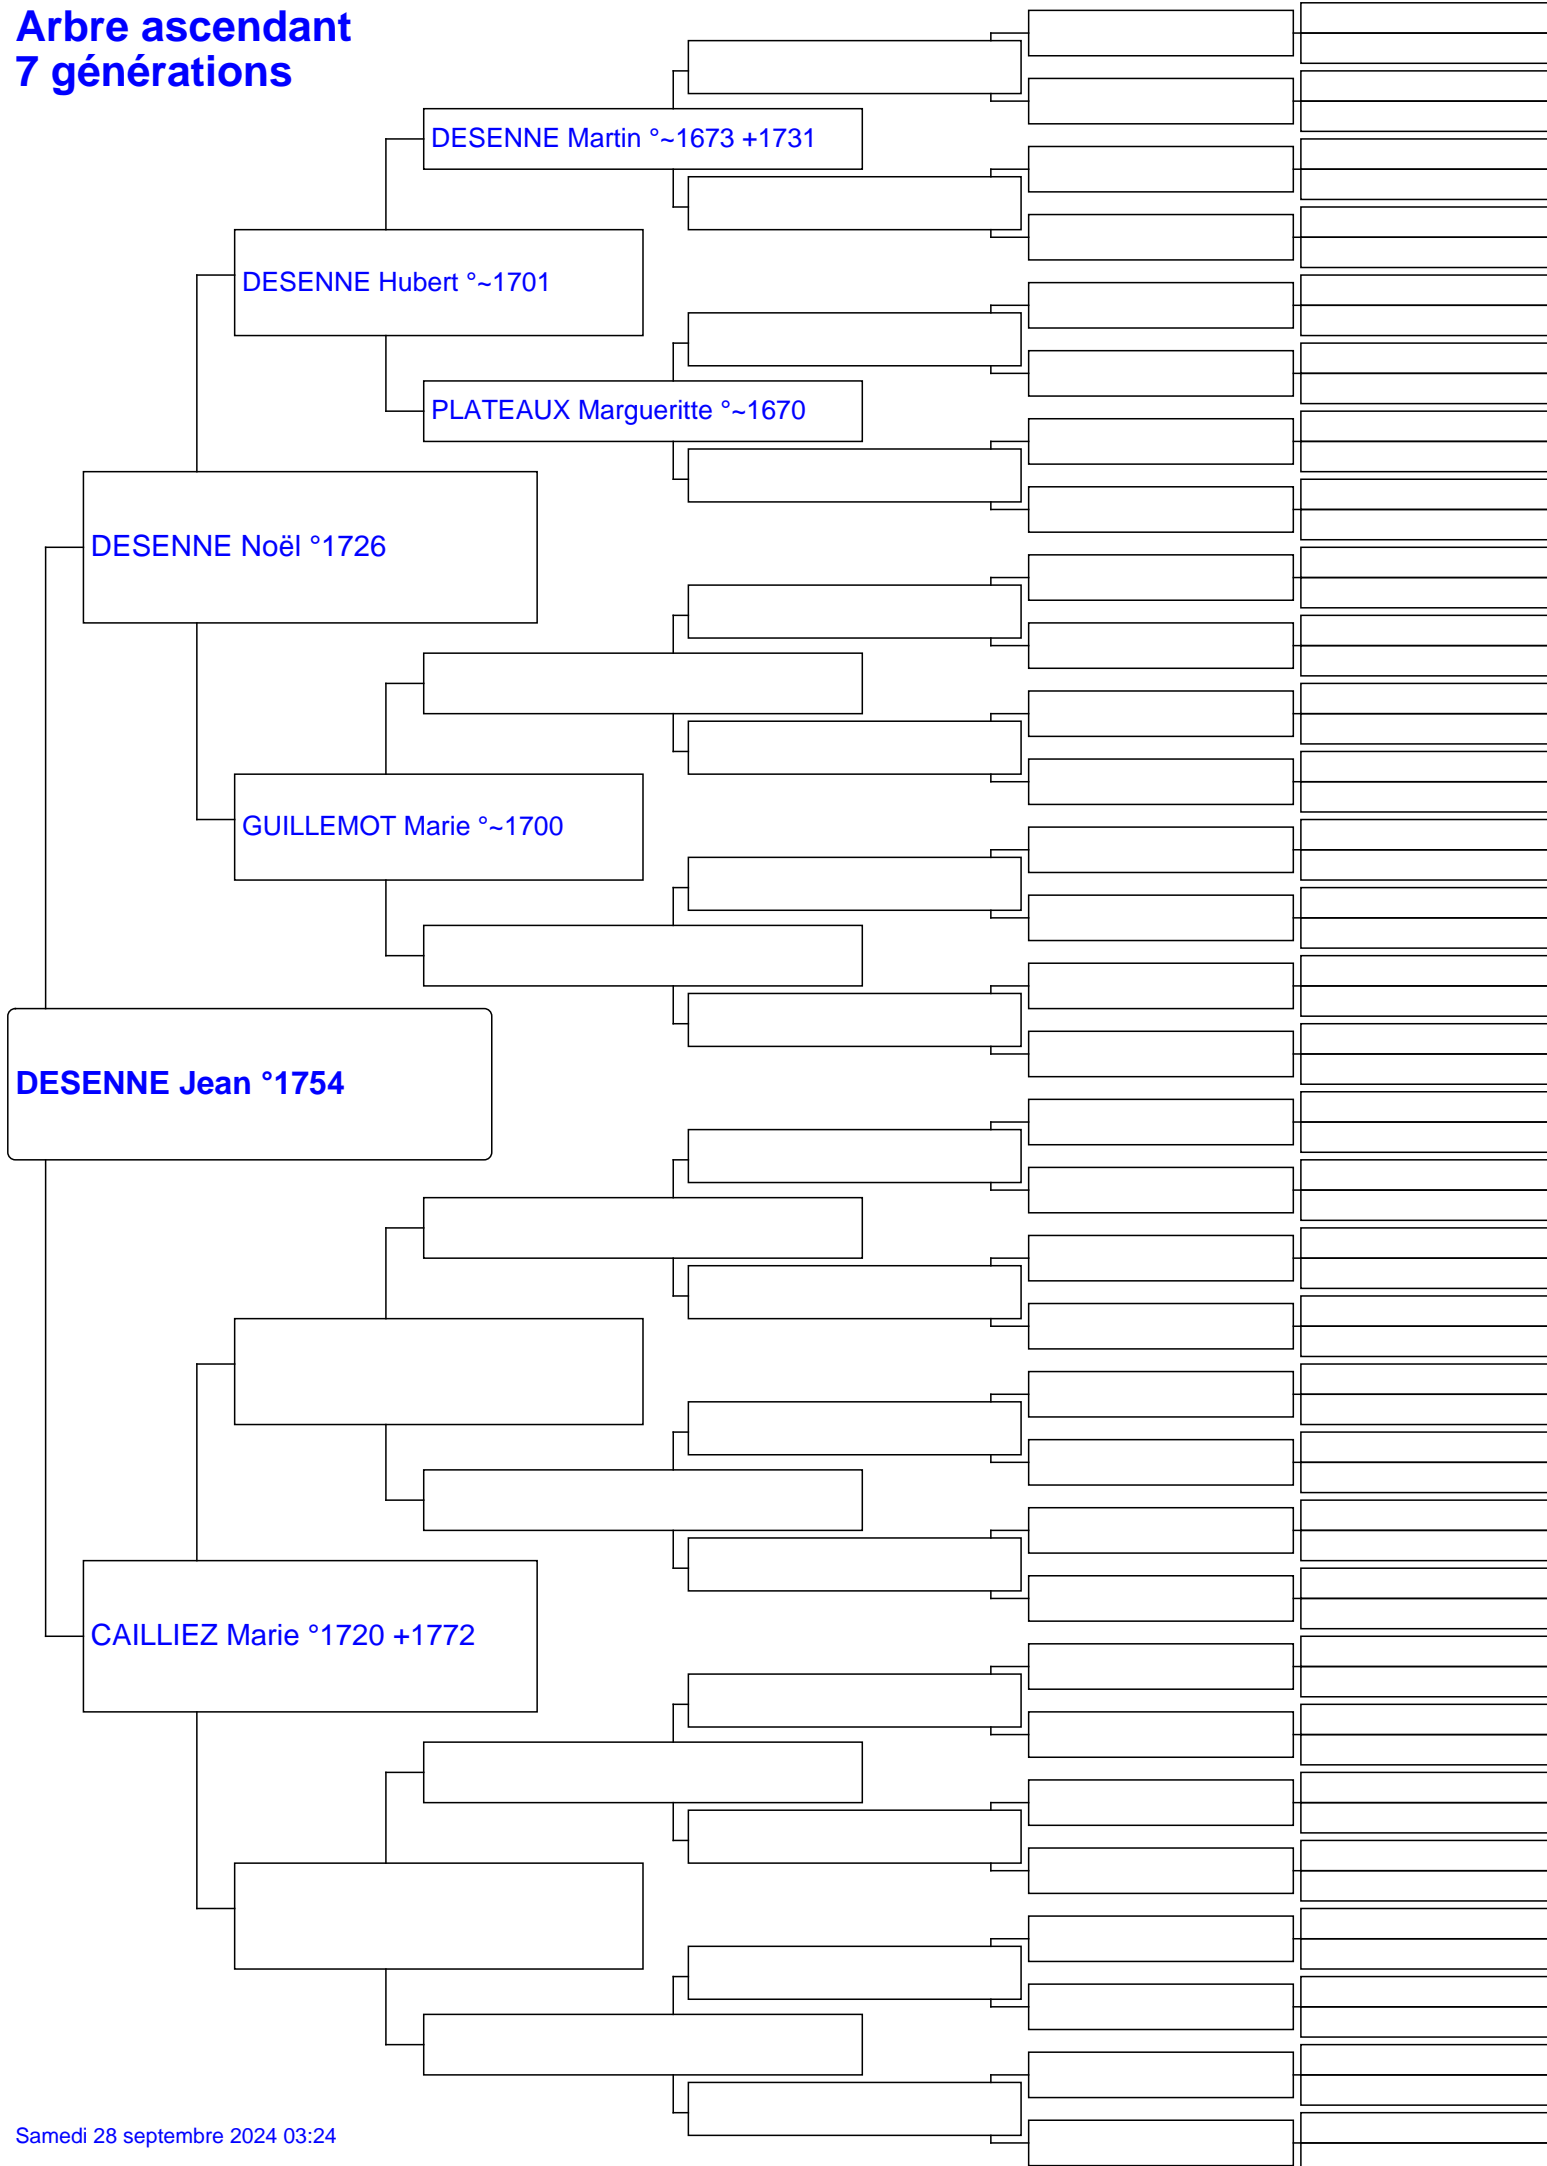 Arbre ascendant
7 générations
DESENNE Martin °~1673 +1731
DESENNE Hubert °~1701
PLATEAUX Margueritte °~1670
DESENNE Noël °1726
GUILLEMOT Marie °~1700
DESENNE Jean °1754
CAILLIEZ Marie °1720 +1772
Samedi 28 septembre 2024 03:24